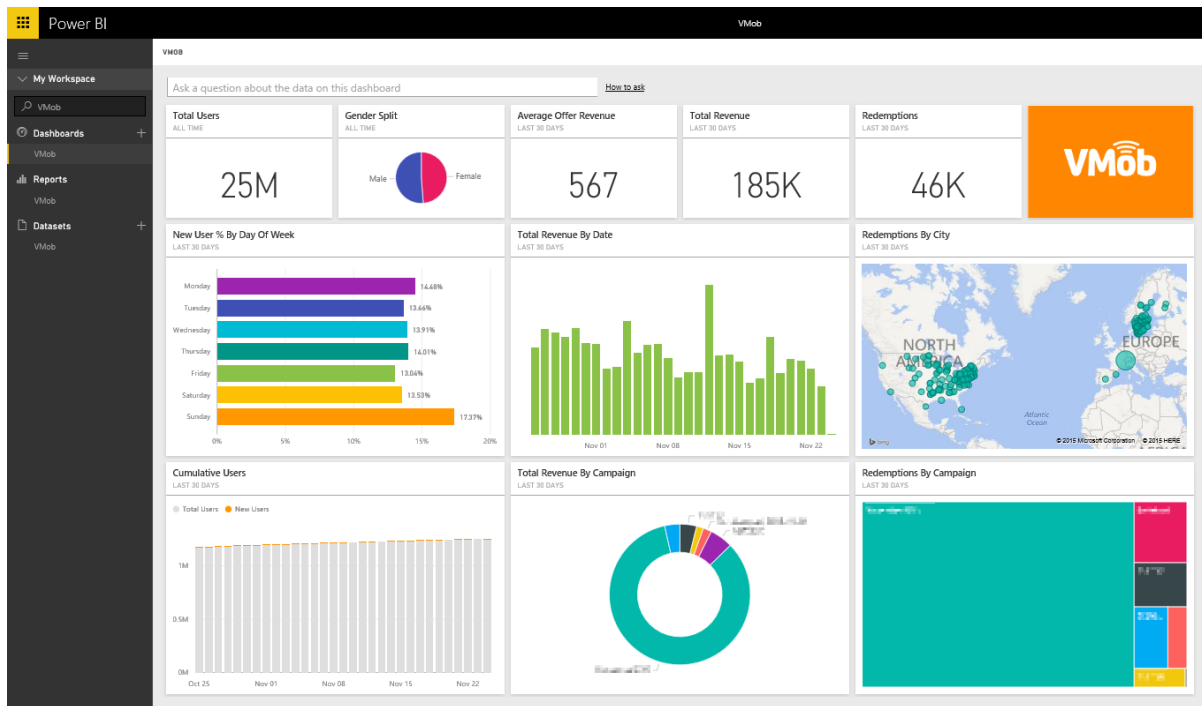 Power BI
VMob
VMOB
My Workspace
VMob
Dashboards
VMob
Reports
VMob
Datasets
VMob
Ask a question about the data on this dashboard
How to ask
Total Users
ALL TIME
25M
Gender Split
ALL TIME
Male
Female
Average Offer Revenue
LAST 30 DAYS
567
Total Revenue
LAST 30 DAYS
185K
Redemptions
LAST 30 DAYS
46K
VMob
New User % By Day Of Week
LAST 30 DAYS
Monday 14.48%
Tuesday 13.66%
Wednesday 13.91%
Thursday 14.01%
Friday 13.04%
Saturday 13.53%
Sunday 17.37%
0% 5% 10% 15% 20%
Total Revenue By Date
LAST 30 DAYS
Nov 01 Nov 08 Nov 15 Nov 22
Redemptions By City
LAST 30 DAYS
NORTH
AMERICA
EUROPE
Atlantic
Ocean
bing
© 2015 Microsoft Corporation © 2015 HERE
Cumulative Users
LAST 30 DAYS
Total Users New Users
1M
0.5M
0M
Oct 25 Nov 01 Nov 08 Nov 15 Nov 22
Total Revenue By Campaign
LAST 30 DAYS
Redemptions By Campaign
LAST 30 DAYS